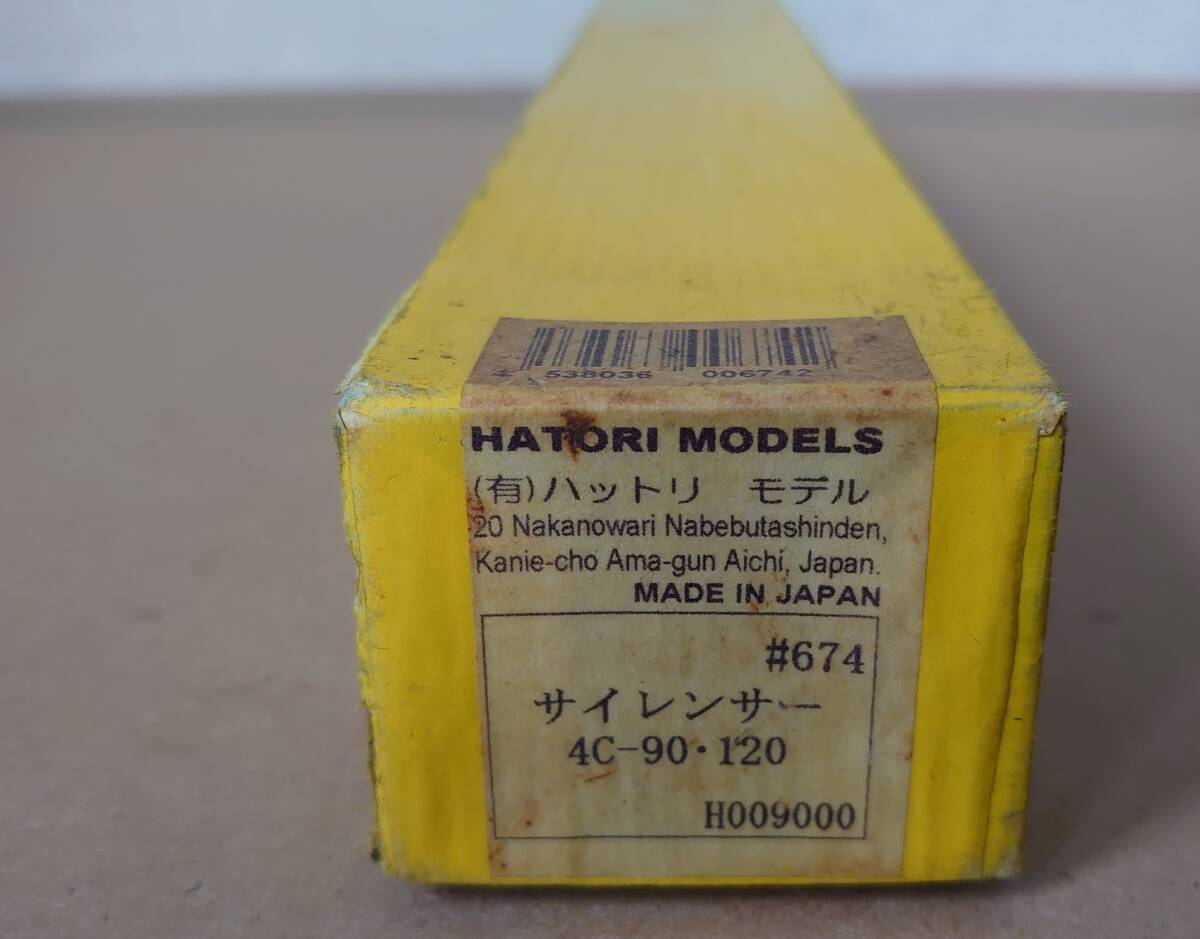 4 538036 006742
HATORI MODELS
(有)ハットリ モデル
20 Nakanowari Nabebutashinden,
Kanie-cho Ama-gun Aichi, Japan.
MADE IN JAPAN
#674
サイレンサー
4C-90・120
H009000